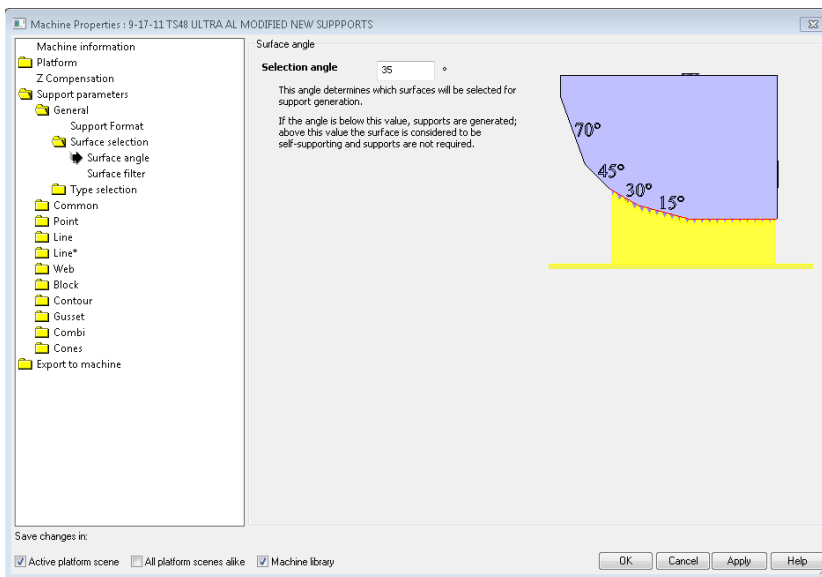 Machine Properties : 9-17-11 TS48 ULTRA AL MODIFIED NEW SUPPPORTS
Machine information
Platform
Z Compensation
Support parameters
General
Support Format
Surface selection
Surface angle
Surface filter
Type selection
Common
Point
Line
Line*
Web
Block
Contour
Gusset
Combi
Cones
Export to machine
Surface angle
Selection angle 35 °
This angle determines which surfaces will be selected for
support generation.
If the angle is below this value, supports are generated;
above this value the surface is considered to be
self-supporting and supports are not required.
70°
45°
30°
15°
Save changes in:
Active platform scene All platform scenes alike Machine library
OK Cancel Apply Help